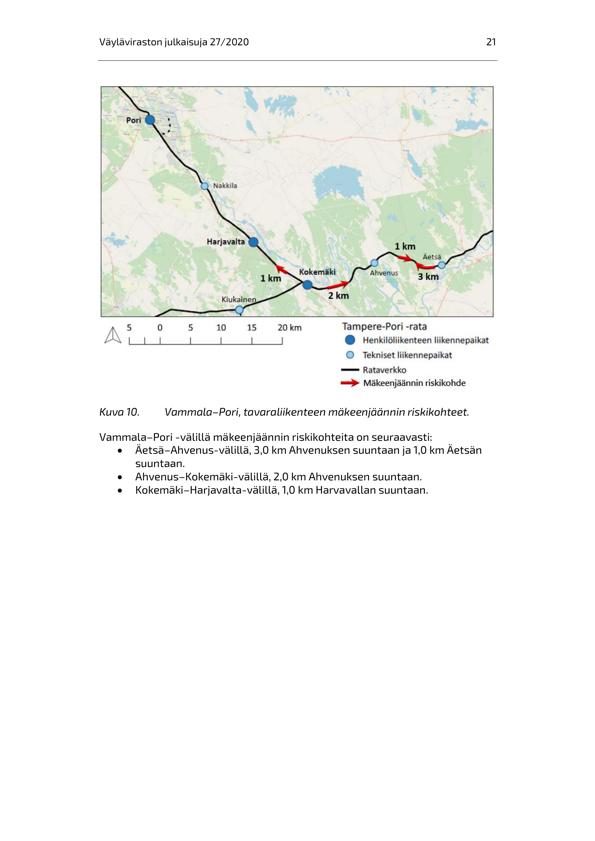 Väyläviraston julkaisuja 27/2020 21
Pori
Nakkila
Harjavalta
1 km
Kokemäki
2 km
Ahvenus
1 km
Äetsä
3 km
Kiukainen
5 0 5 10 15 20 km
Tampere-Pori -rata
Henkilöliikenteen liikennepaikat
Tekniset liikennepaikat
Rataverkko
Mäkeenjäännin riskikohde
Kuva 10. Vammala–Pori, tavaraliikenteen mäkeenjäännin riskikohteet.
Vammala–Pori -välillä mäkeenjäännin riskikohteita on seuraavasti:
• Äetsä–Ahvenus-välillä, 3,0 km Ahvenuksen suuntaan ja 1,0 km Äetsän
suuntaan.
• Ahvenus–Kokemäki-välillä, 2,0 km Ahvenuksen suuntaan.
• Kokemäki–Harjavalta-välillä, 1,0 km Harvavallan suuntaan.